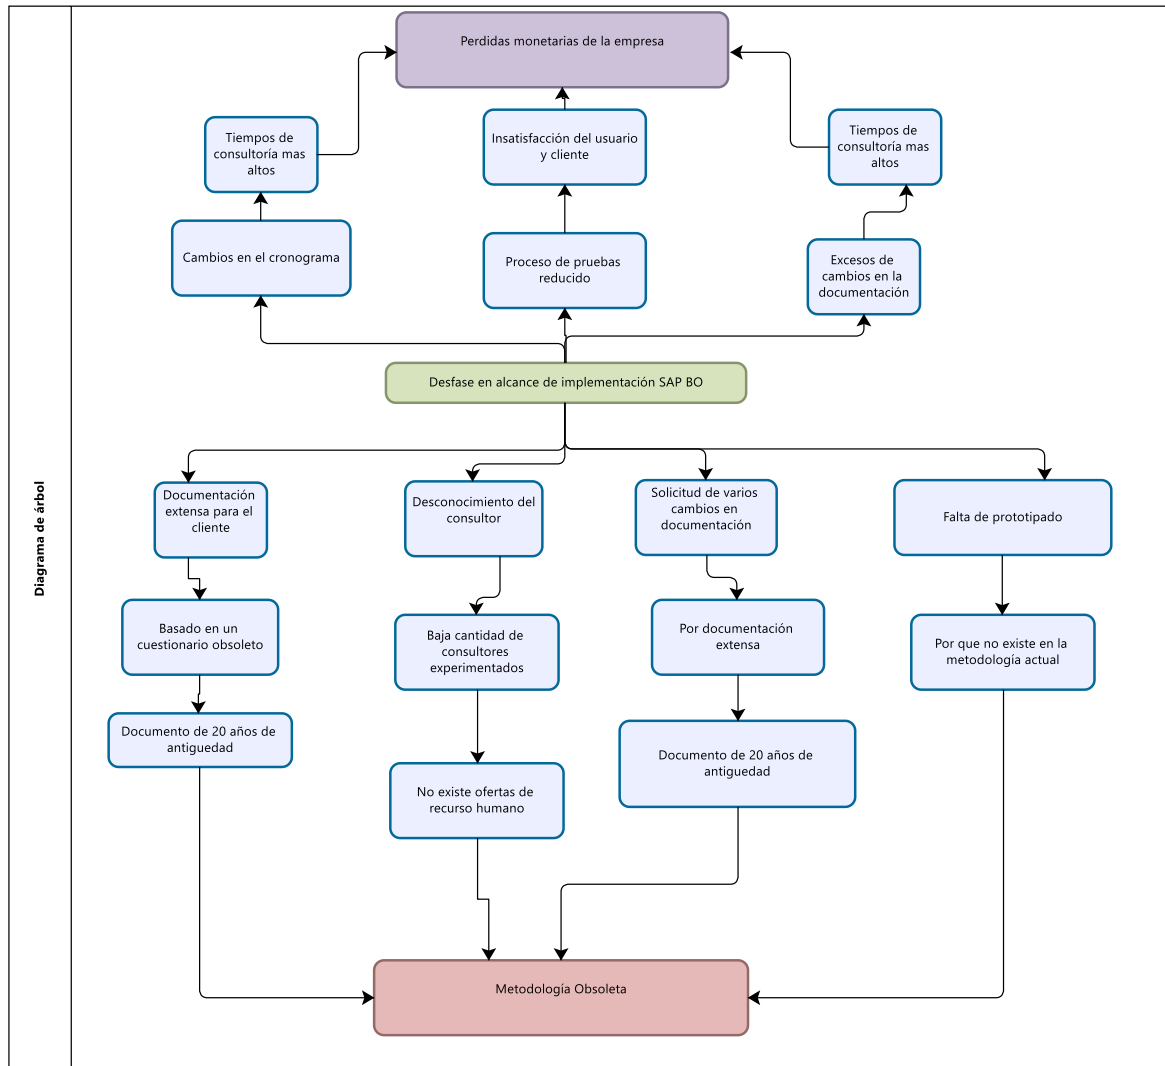 Diagrama de árbol
Perdidas monetarias de la empresa
Tiempos de
consultoría mas
altos
Insatisfacción del usuario
y cliente
Tiempos de
consultoría mas
altos
Cambios en el cronograma
Proceso de pruebas
reducido
Excesos de
cambios en la
documentación
Desfase en alcance de implementación SAP BO
Documentación
extensa para el
cliente
Desconocimiento del
consultor
Solicitud de varios
cambios en
documentación
Falta de prototipado
Basado en un
cuestionario obsoleto
Baja cantidad de
consultores
experimentados
Por documentación
extensa
Por que no existe en la
metodología actual
Documento de 20 años de
antiguedad
No existe ofertas de
recurso humano
Documento de 20 años de
antiguedad
Metodología Obsoleta